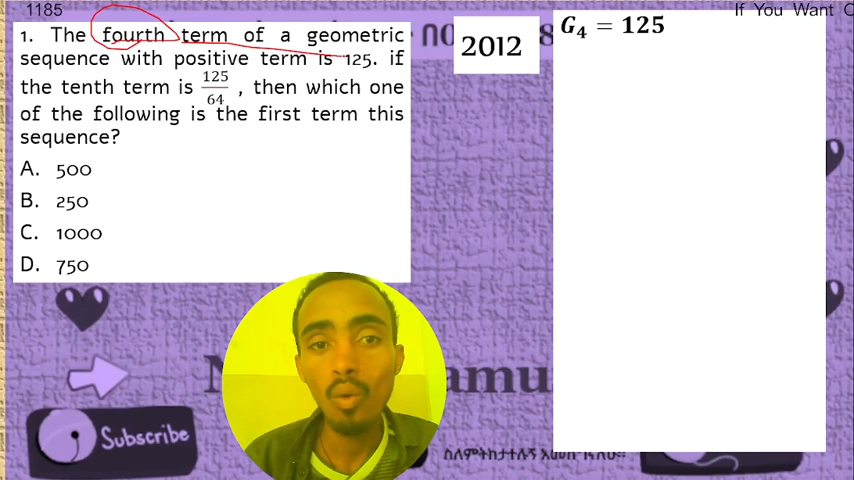 1185
If You Want
1. The fourth term of a geometric
sequence with positive term is 125. if
the tenth term is 125/64 , then which one
of the following is the first term this
sequence?
A. 500
B. 250
C. 1000
D. 750
2012
G₄ = 125
Subscribe